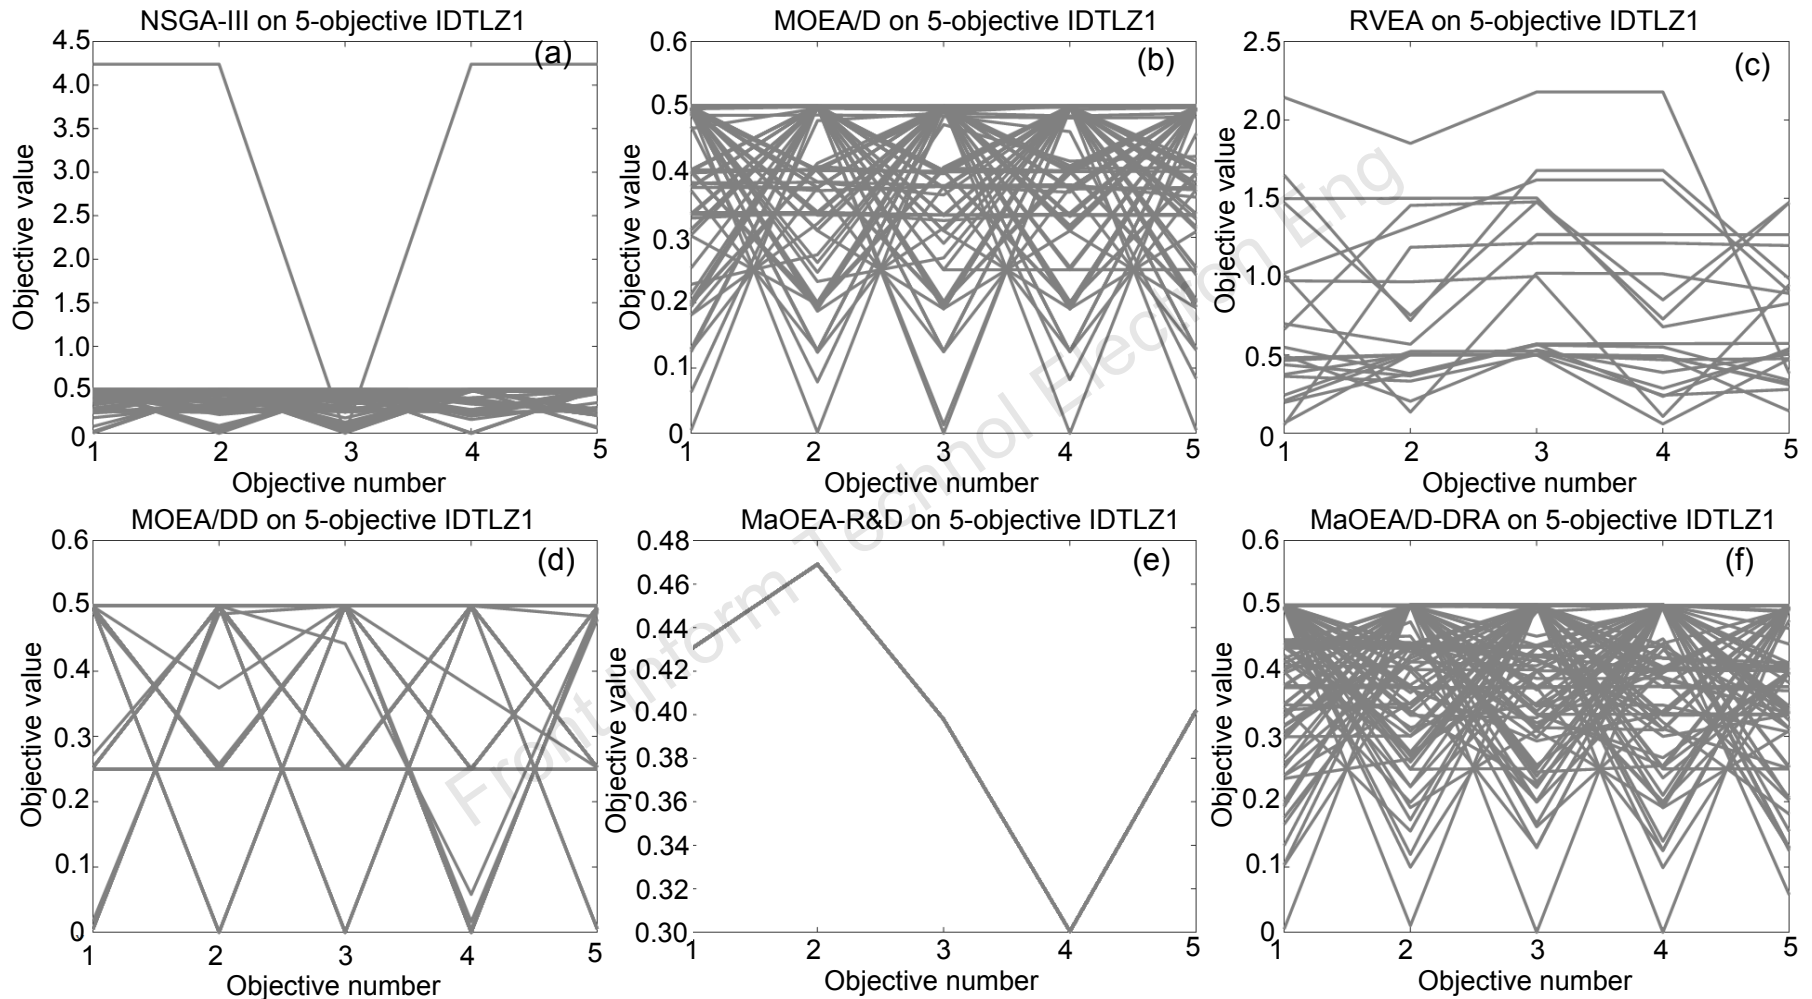 NSGA-III on 5-objective IDTLZ1
(a)
Objective value
4.5
4.0
3.5
3.0
2.5
2.0
1.5
1.0
0.5
0
1 2 3 4 5
Objective number
MOEA/D on 5-objective IDTLZ1
(b)
Objective value
0.6
0.5
0.4
0.3
0.2
0.1
0
1 2 3 4 5
Objective number
RVEA on 5-objective IDTLZ1
(c)
Objective value
2.5
2.0
1.5
1.0
0.5
0
1 2 3 4 5
Objective number
MOEA/DD on 5-objective IDTLZ1
(d)
Objective value
0.6
0.5
0.4
0.3
0.2
0.1
0
1 2 3 4 5
Objective number
MaOEA-R&D on 5-objective IDTLZ1
(e)
Objective value
0.48
0.46
0.44
0.42
0.40
0.38
0.36
0.34
0.32
0.30
1 2 3 4 5
Objective number
MaOEA/D-DRA on 5-objective IDTLZ1
(f)
Objective value
0.6
0.5
0.4
0.3
0.2
0.1
0
1 2 3 4 5
Objective number
Front Inform Technol Electron Eng